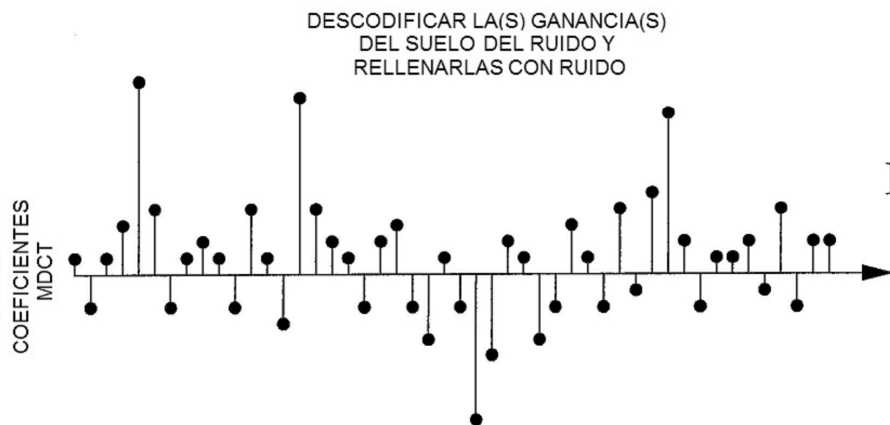 DESCODIFICAR LA(S) GANANCIA(S)
DEL SUELO DEL RUIDO Y
RELLENARLAS CON RUIDO
COEFICIENTES
MDCT